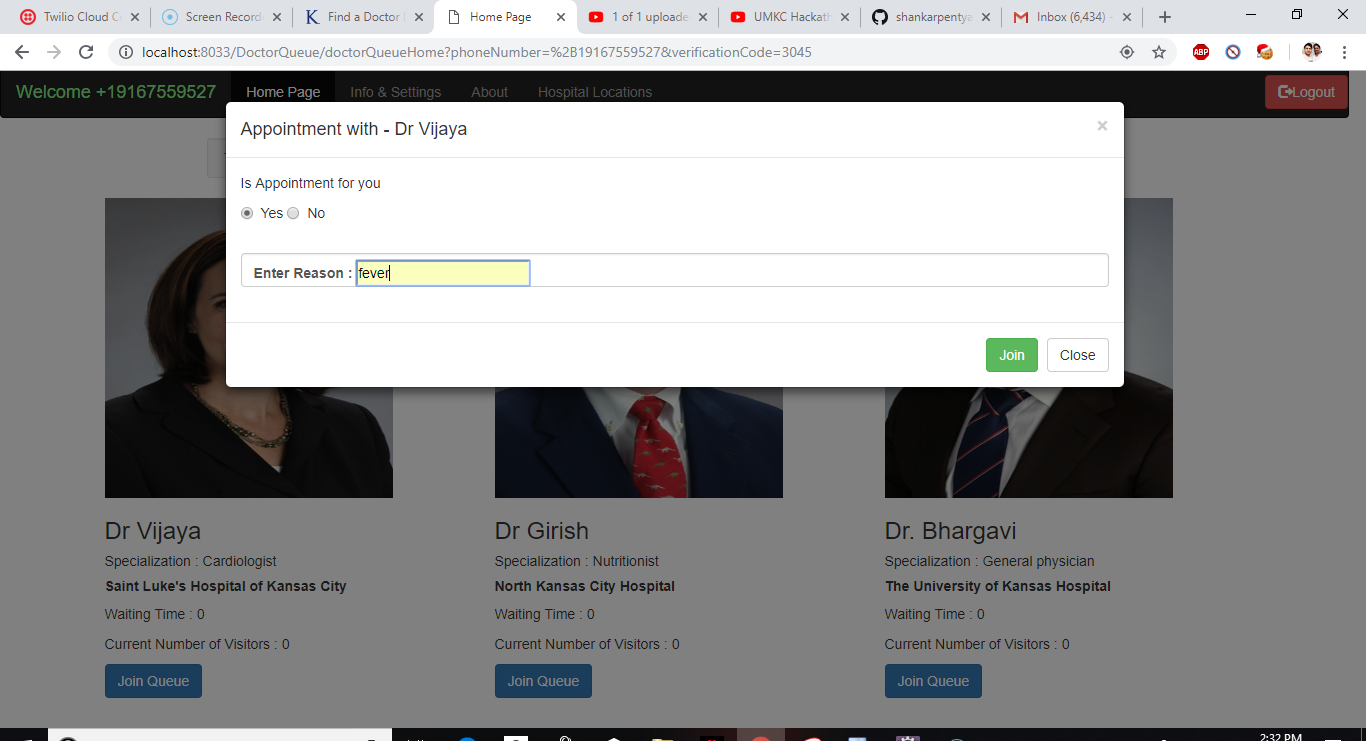 Twilio Cloud C
Screen Record
Find a Doctor
Home Page
1 of 1 uploade
UMKC Hackath
shankarpentya
Inbox (6,434) -
localhost:8033/DoctorQueue/doctorQueueHome?phoneNumber=%2B19167559527&verificationCode=3045
ABP
Welcome +19167559527
Home Page
Info & Settings
About
Hospital Locations
Logout
Appointment with - Dr Vijaya
×
Is Appointment for you
Yes No
Enter Reason : fever
Join
Close
Dr Vijaya
Specialization : Cardiologist
Saint Luke's Hospital of Kansas City
Waiting Time : 0
Current Number of Visitors : 0
Join Queue
Dr Girish
Specialization : Nutritionist
North Kansas City Hospital
Waiting Time : 0
Current Number of Visitors : 0
Join Queue
Dr. Bhargavi
Specialization : General physician
The University of Kansas Hospital
Waiting Time : 0
Current Number of Visitors : 0
Join Queue
2:32 PM